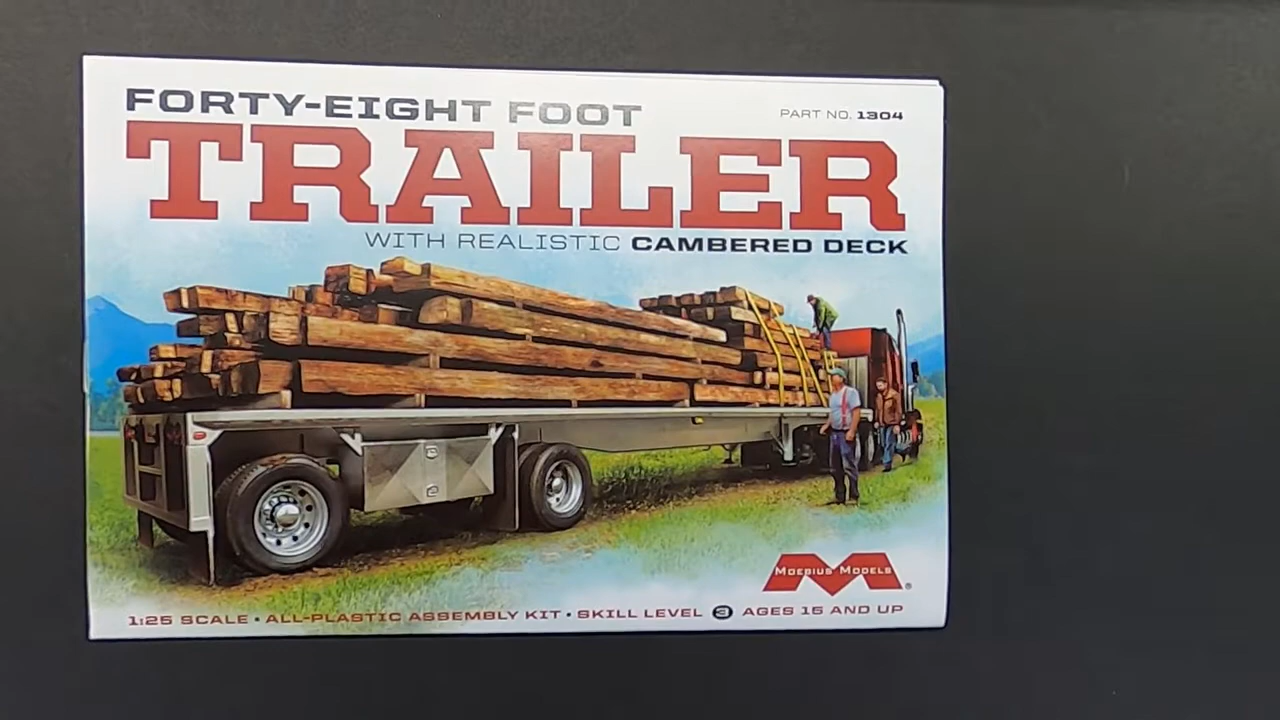 FORTY-EIGHT FOOT
PART NO. 1304
TRAILER
WITH REALISTIC CAMBERED DECK
MOEBIUS MODELS ®
1:25 SCALE • ALL-PLASTIC ASSEMBLY KIT • SKILL LEVEL 3 AGES 15 AND UP